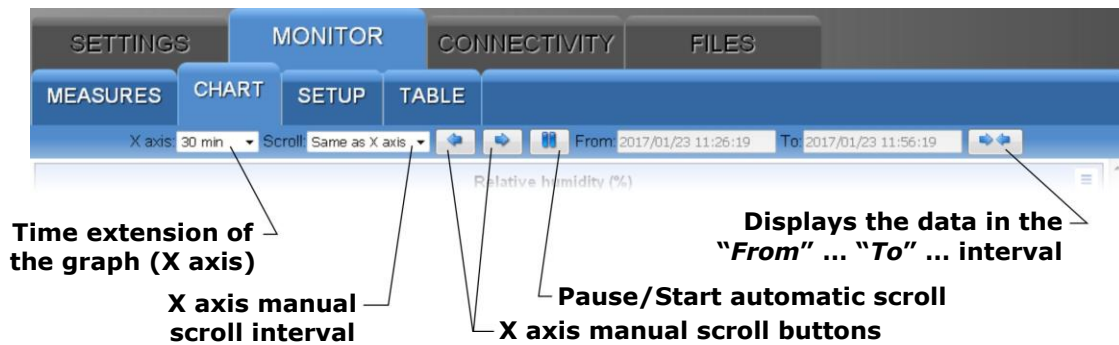 SETTINGS MONITOR CONNECTIVITY FILES
MEASURES CHART SETUP TABLE
X axis: 30 min Scroll: Same as X axis From: 2017/01/23 11:26:19 To: 2017/01/23 11:56:19
Relative humidity (%)
Time extension of
the graph (X axis)
Displays the data in the
“From” ... “To” ... interval
X axis manual
scroll interval
Pause/Start automatic scroll
X axis manual scroll buttons